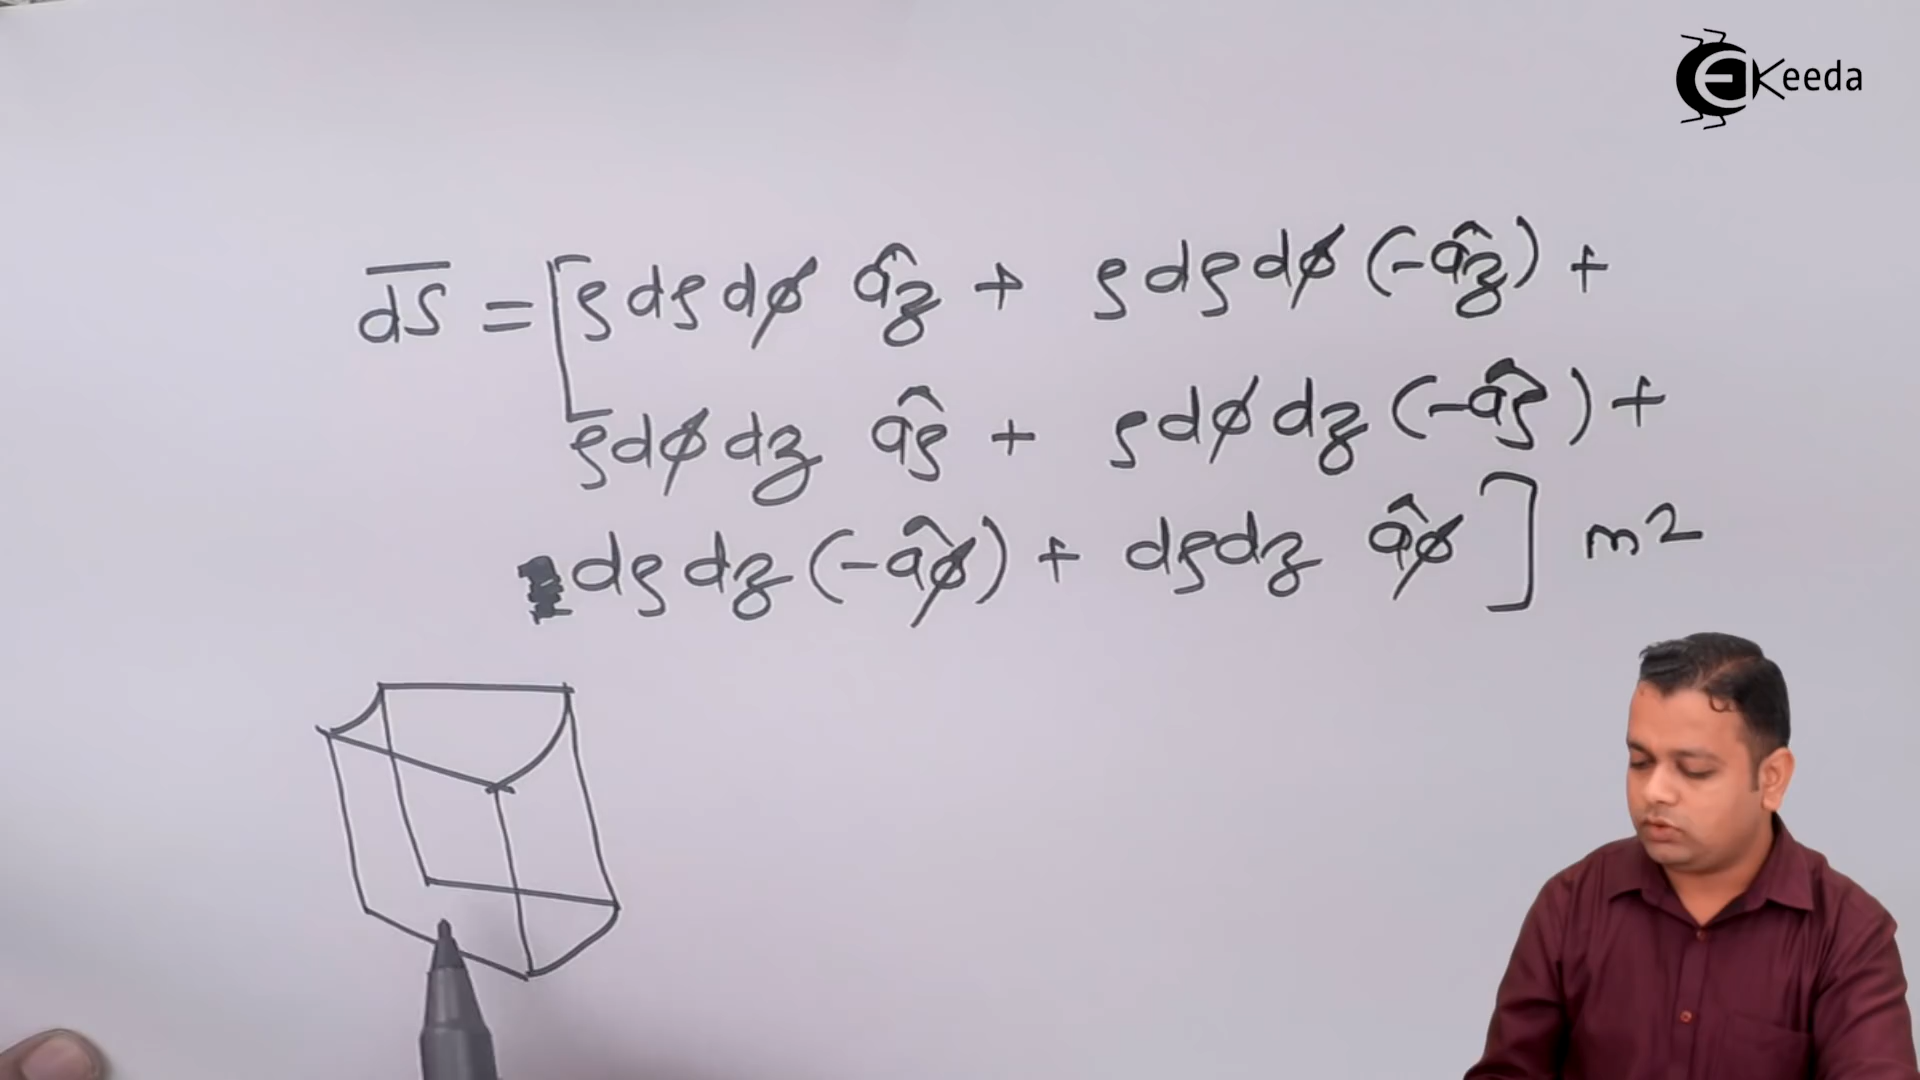 EKeeda
d̅s̅ = [ρ dρ dϕ âz + ρ dρ dϕ (-âz) +
ρ dϕ dz âρ + ρ dϕ dz (-âρ) +
dρ dz (-âϕ) + dρ dz âϕ ] m2